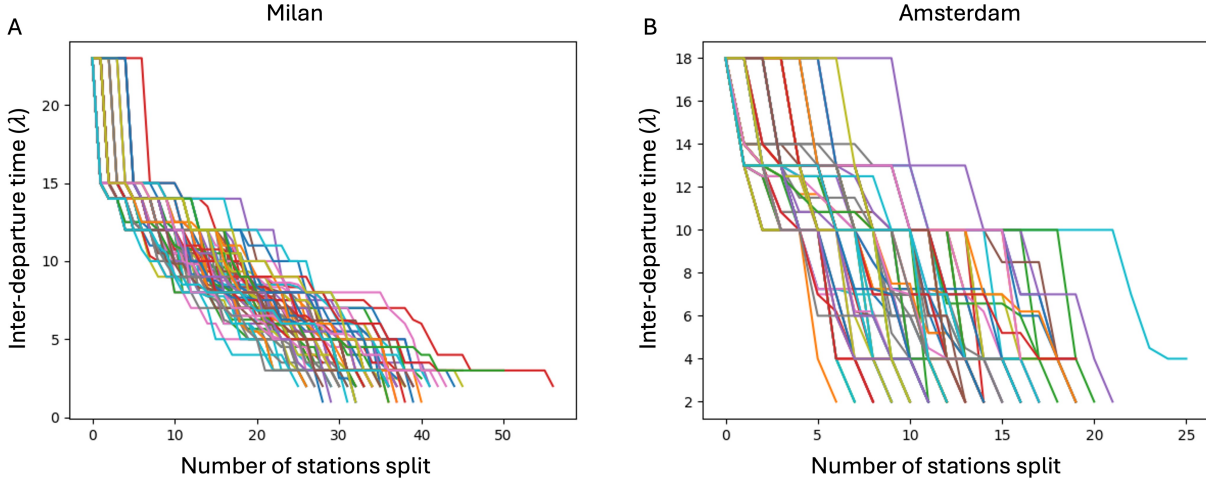 Milan
A
Inter-departure time (λ)
20
15
10
5
0
0 10 20 30 40 50
Number of stations split
Amsterdam
B
Inter-departure time (λ)
18
16
14
12
10
8
6
4
2
0 5 10 15 20 25
Number of stations split